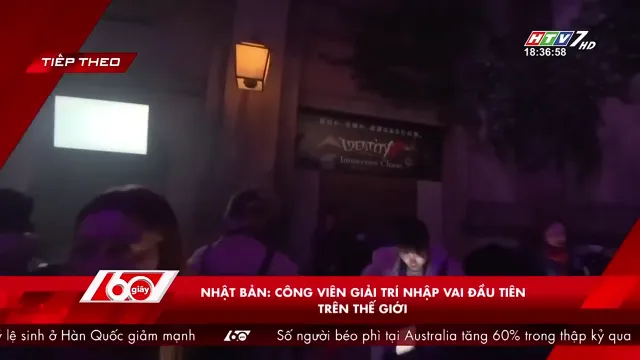 TIẾP THEO
HTV7 HD
18:36:58
IDENTITY V
Immersive Chase
60 giây
NHẬT BẢN: CÔNG VIÊN GIẢI TRÍ NHẬP VAI ĐẦU TIÊN
TRÊN THẾ GIỚI
lệ sinh ở Hàn Quốc giảm mạnh 60 Số người béo phì tại Australia tăng 60% trong thập kỷ qua